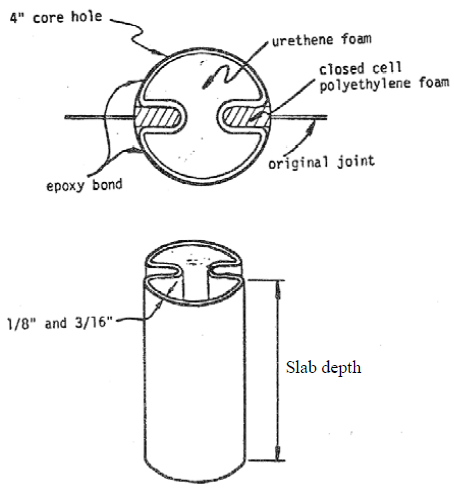 4" core hole
urethene foam
closed cell
polyethylene foam
original joint
epoxy bond
1/8" and 3/16"
Slab depth